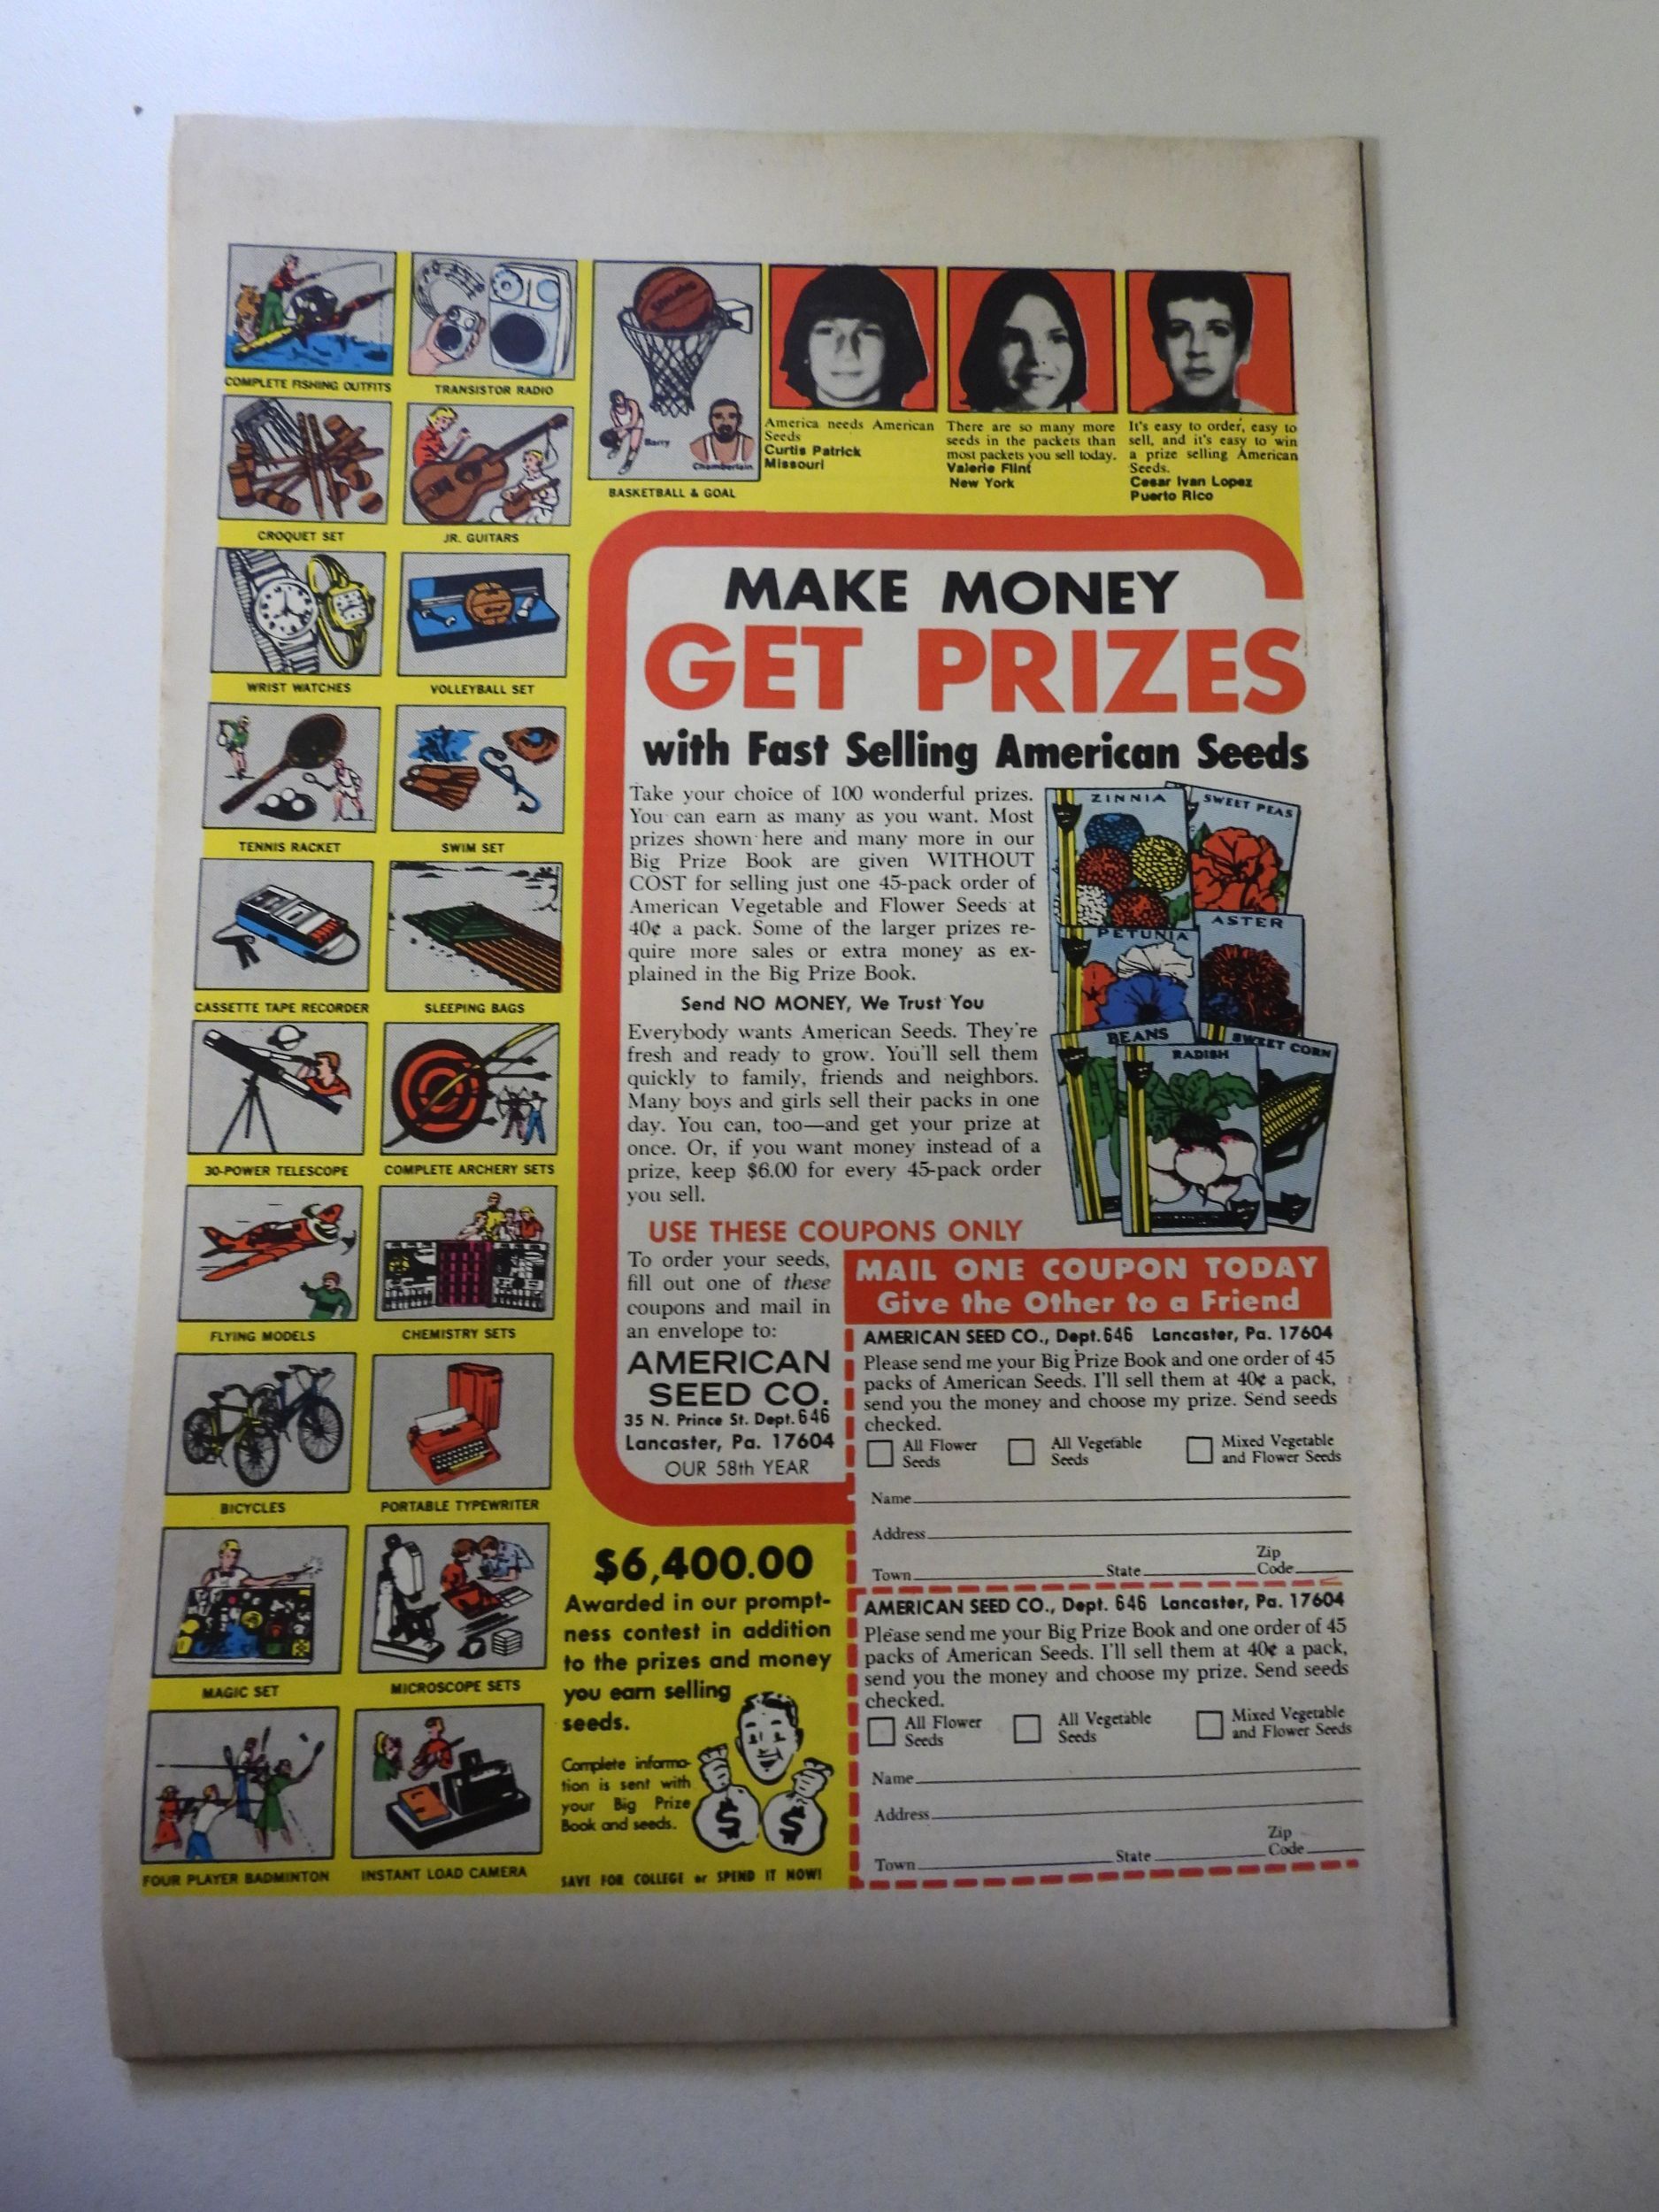 COMPLETE FISHING OUTFITS
TRANSISTOR RADIO
CROQUET SET
JR. GUITARS
WRIST WATCHES
VOLLEYBALL SET
TENNIS RACKET
SWIM SET
CASSETTE TAPE RECORDER
SLEEPING BAGS
30-POWER TELESCOPE
COMPLETE ARCHERY SETS
FLYING MODELS
CHEMISTRY SETS
BICYCLES
PORTABLE TYPEWRITER
MAGIC SET
MICROSCOPE SETS
FOUR PLAYER BADMINTON
INSTANT LOAD CAMERA
Barry
Chamberlain
BASKETBALL & GOAL
America needs American
Seeds
Curtis Patrick
Missouri
There are so many more
seeds in the packets than
most packets you sell today.
Valerie Flint
New York
It's easy to order, easy to
sell, and it's easy to win
a prize selling American
Seeds.
Cesar Ivan Lopez
Puerto Rico
MAKE MONEY
GET PRIZES
with Fast Selling American Seeds
Take your choice of 100 wonderful prizes.
You can earn as many as you want. Most
prizes shown here and many more in our
Big Prize Book are given WITHOUT
COST for selling just one 45-pack order of
American Vegetable and Flower Seeds at
40¢ a pack. Some of the larger prizes re-
quire more sales or extra money as ex-
plained in the Big Prize Book.
Send NO MONEY, We Trust You
Everybody wants American Seeds. They're
fresh and ready to grow. You'll sell them
quickly to family, friends and neighbors.
Many boys and girls sell their packs in one
day. You can, too—and get your prize at
once. Or, if you want money instead of a
prize, keep $6.00 for every 45-pack order
you sell.
ZINNIA
SWEET PEAS
PETUNIA
ASTER
BEANS
RADISH
SWEET CORN
USE THESE COUPONS ONLY
To order your seeds,
fill out one of these
coupons and mail in
an envelope to:
AMERICAN
SEED CO.
35 N. Prince St. Dept. 646
Lancaster, Pa. 17604
OUR 58th YEAR
MAIL ONE COUPON TODAY
Give the Other to a Friend
AMERICAN SEED CO., Dept. 646 Lancaster, Pa. 17604
Please send me your Big Prize Book and one order of 45
packs of American Seeds. I'll sell them at 40¢ a pack,
send you the money and choose my prize. Send seeds
checked.
All Flower
Seeds
All Vegetable
Seeds
Mixed Vegetable
and Flower Seeds
Name
Address
Town State Zip
Code
AMERICAN SEED CO., Dept. 646 Lancaster, Pa. 17604
Please send me your Big Prize Book and one order of 45
packs of American Seeds. I'll sell them at 40¢ a pack,
send you the money and choose my prize. Send seeds
checked.
All Flower
Seeds
All Vegetable
Seeds
Mixed Vegetable
and Flower Seeds
Name
Address
Town State Zip
Code
$6,400.00
Awarded in our prompt-
ness contest in addition
to the prizes and money
you earn selling
seeds.
Complete informa-
tion is sent with
your Big Prize
Book and seeds.
$ $
SAVE FOR COLLEGE or SPEND IT NOW!